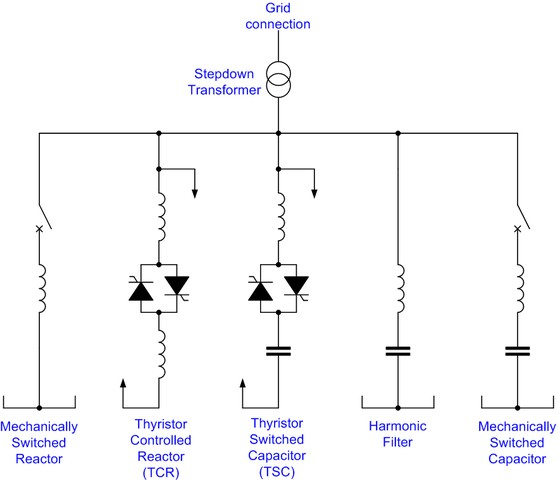 Grid
connection
Stepdown
Transformer
Mechanically
Switched
Reactor
Thyristor
Controlled
Reactor
(TCR)
Thyristor
Switched
Capacitor
(TSC)
Harmonic
Filter
Mechanically
Switched
Capacitor